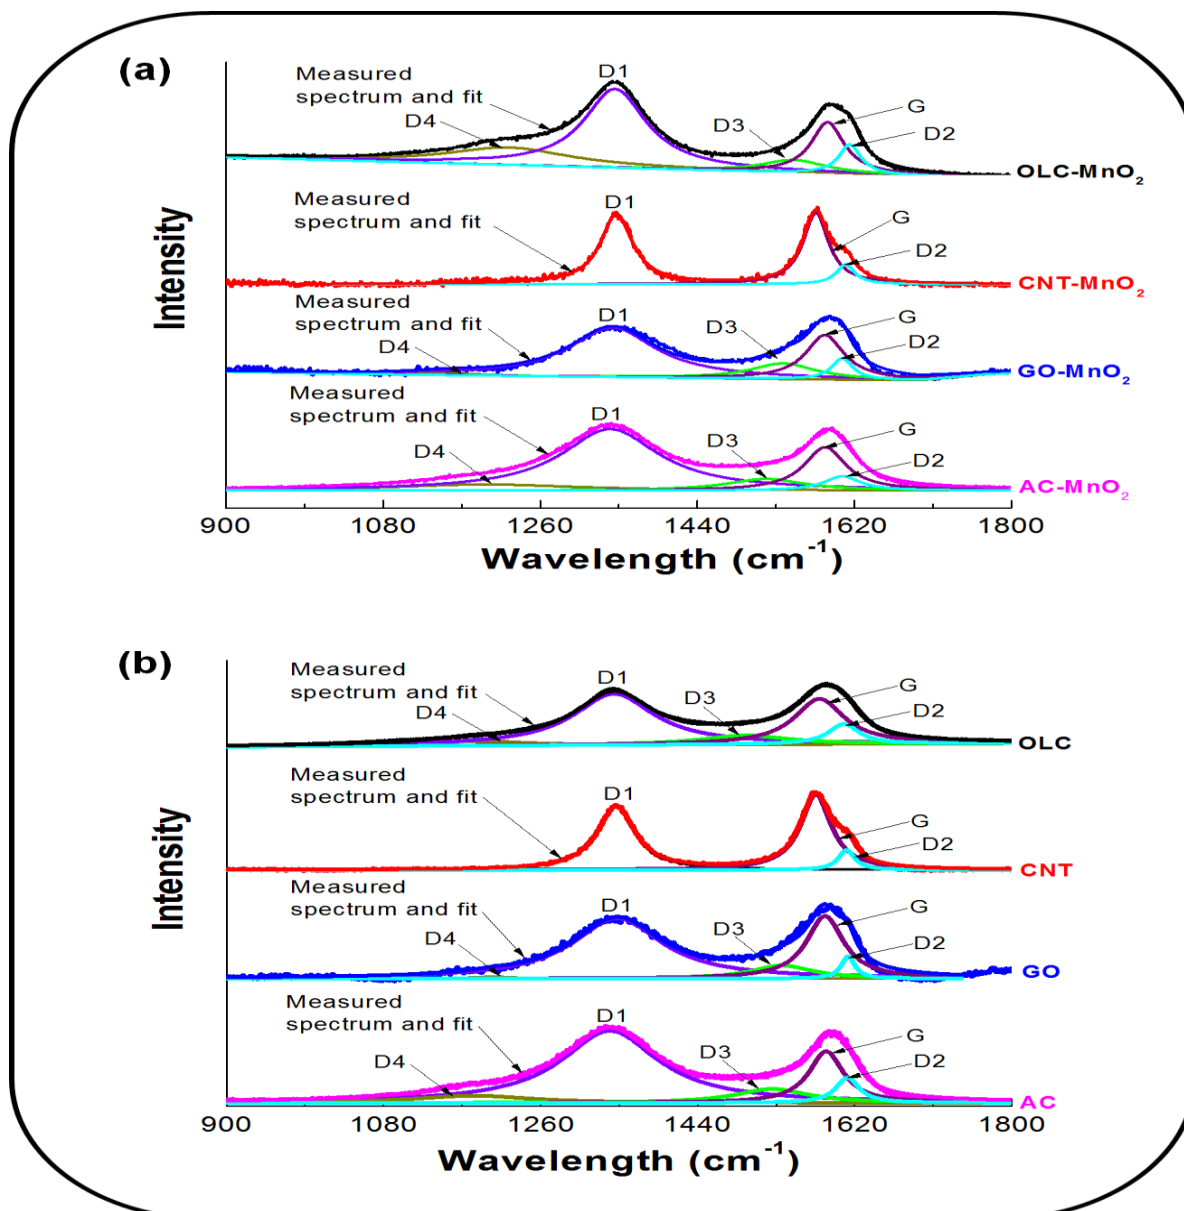 (a)
Measured
spectrum and fit
D1
D4
D3
G
D2
OLC-MnO₂
Measured
spectrum and fit
D1
G
D2
CNT-MnO₂
Measured
spectrum and fit
D1
D4
D3
G
D2
GO-MnO₂
Measured
spectrum and fit
D1
D4
D3
G
D2
AC-MnO₂
Intensity
900 1080 1260 1440 1620 1800
Wavelength (cm⁻¹)
(b)
Measured
spectrum and fit
D1
D4
D3
G
D2
OLC
Measured
spectrum and fit
D1
G
D2
CNT
Measured
spectrum and fit
D1
D4
D3
G
D2
GO
Measured
spectrum and fit
D1
D4
D3
G
D2
AC
Intensity
900 1080 1260 1440 1620 1800
Wavelength (cm⁻¹)